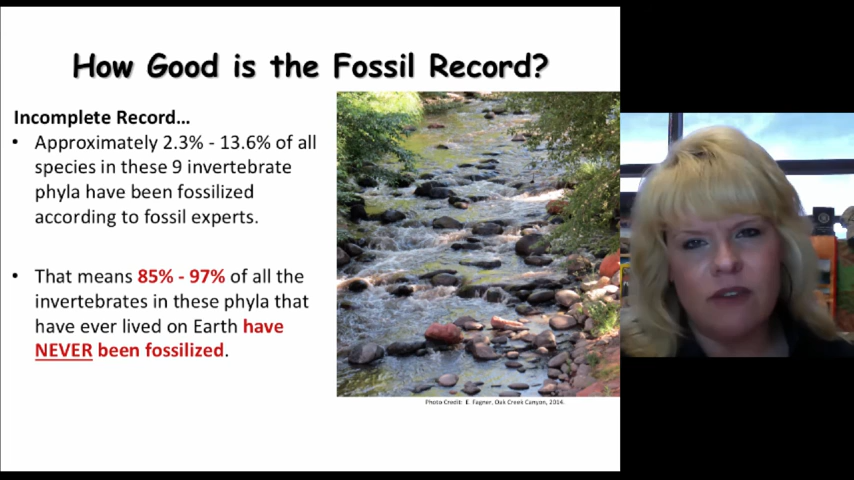 How Good is the Fossil Record?
Incomplete Record...
• Approximately 2.3% - 13.6% of all
species in these 9 invertebrate
phyla have been fossilized
according to fossil experts.
• That means 85% - 97% of all the
invertebrates in these phyla that
have ever lived on Earth have
NEVER been fossilized.
Photo Credit: E. Fagner, Oak Creek Canyon, 2014.